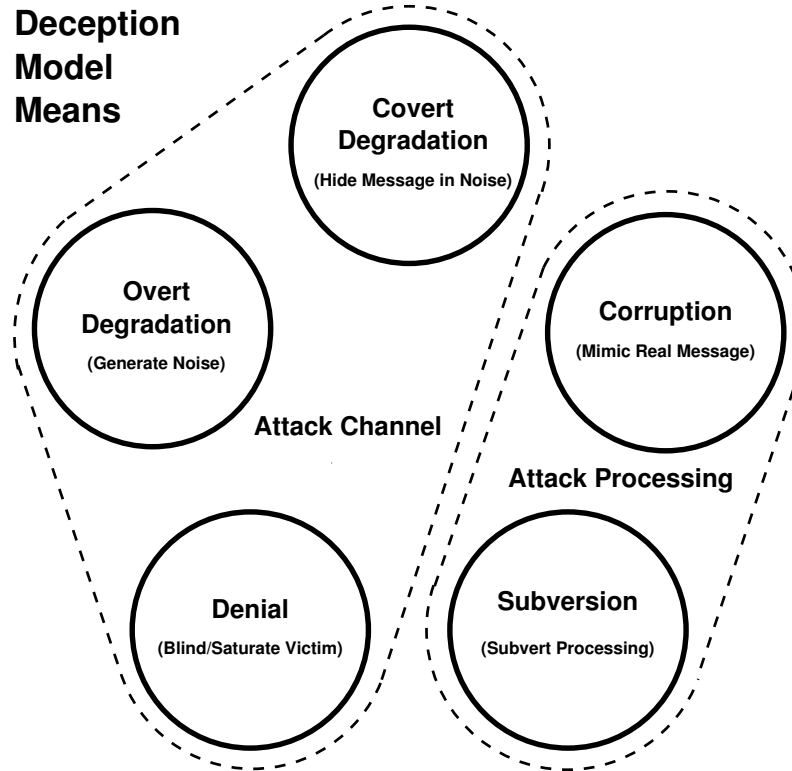 Deception
Model
Means
Covert
Degradation
(Hide Message in Noise)
Overt
Degradation
(Generate Noise)
Corruption
(Mimic Real Message)
Attack Channel
Attack Processing
Denial
(Blind/Saturate Victim)
Subversion
(Subvert Processing)